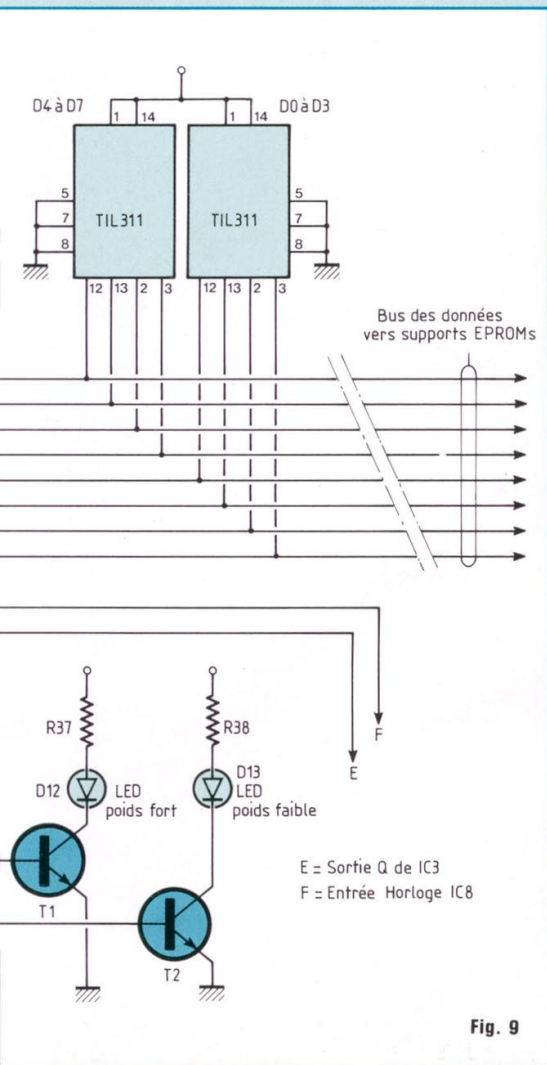 D4 à D7
D0 à D3
1 14
1 14
5
7
8
TIL311
TIL311
5
7
8
12 13 2 3
12 13 2 3
Bus des données
vers supports EPROMs
R37
R38
F
E
D12
LED
poids fort
D13
LED
poids faible
T1
T2
E = Sortie Q de IC3
F = Entrée Horloge IC8
Fig. 9